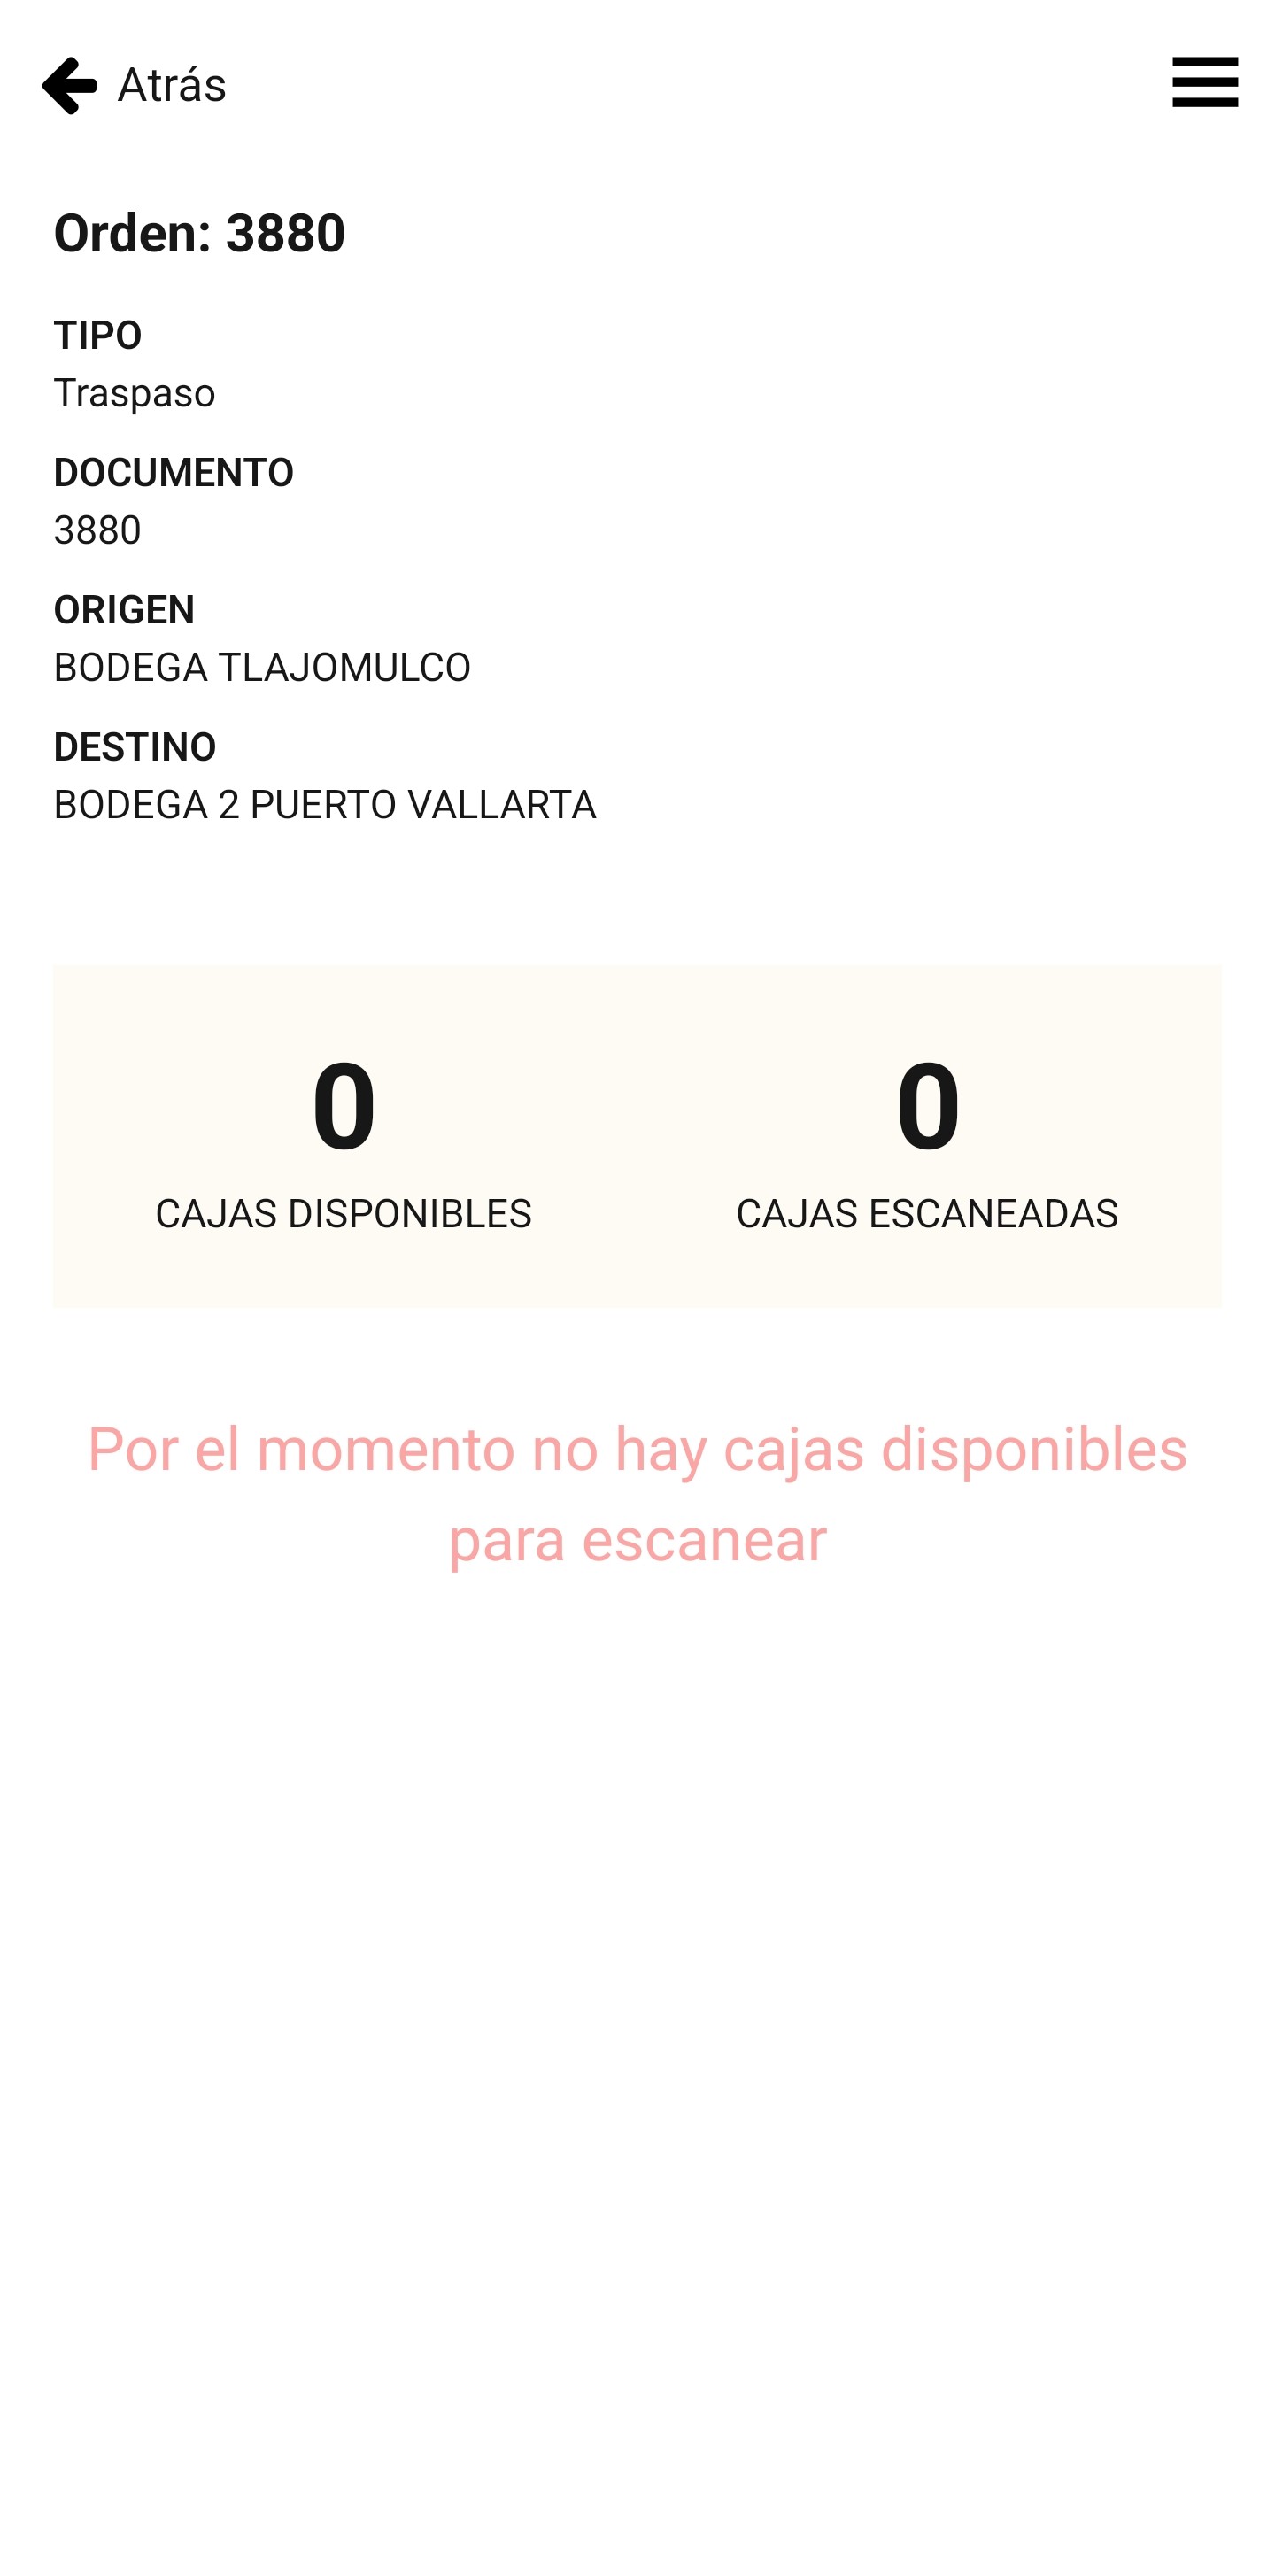 Atrás
Orden: 3880
TIPO
Traspaso
DOCUMENTO
3880
ORIGEN
BODEGA TLAJOMULCO
DESTINO
BODEGA 2 PUERTO VALLARTA
0 0
CAJAS DISPONIBLES CAJAS ESCANEADAS
Por el momento no hay cajas disponibles
para escanear